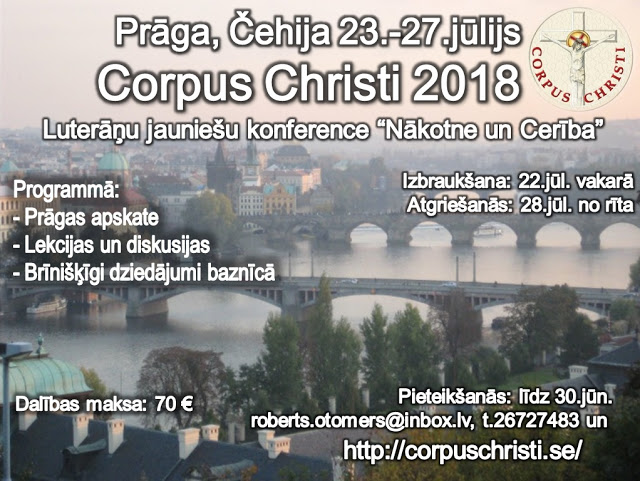 Prāga, Čehija 23.-27.jūlijs
Corpus Christi 2018
CORPUS CHRISTI
Luterāņu jauniešu konference “Nākotne un Cerība”
Programmā:
- Prāgas apskate
- Lekcijas un diskusijas
- Brīnišķīgi dziedājumi baznīcā
Izbraukšana: 22.jūl. vakarā
Atgriešanās: 28.jūl. no rīta
Dalības maksa: 70 €
Pieteikšanās: līdz 30.jūn.
roberts.otomers@inbox.lv, t.26727483 un
http://corpuschristi.se/